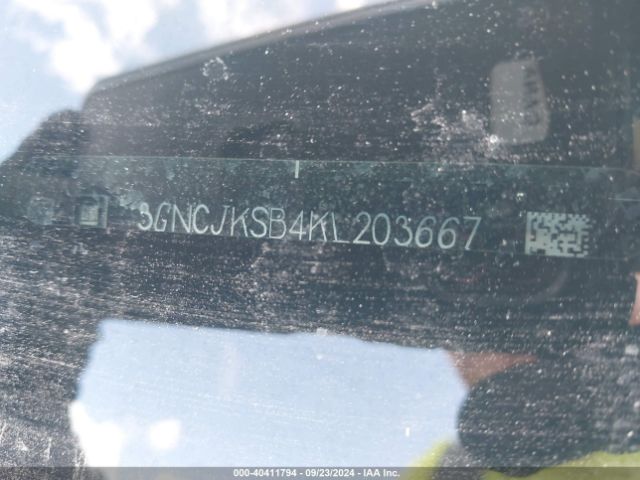 3GNCJKSB4KL203667
000-40411794 - 09/23/2024 - IAA Inc.